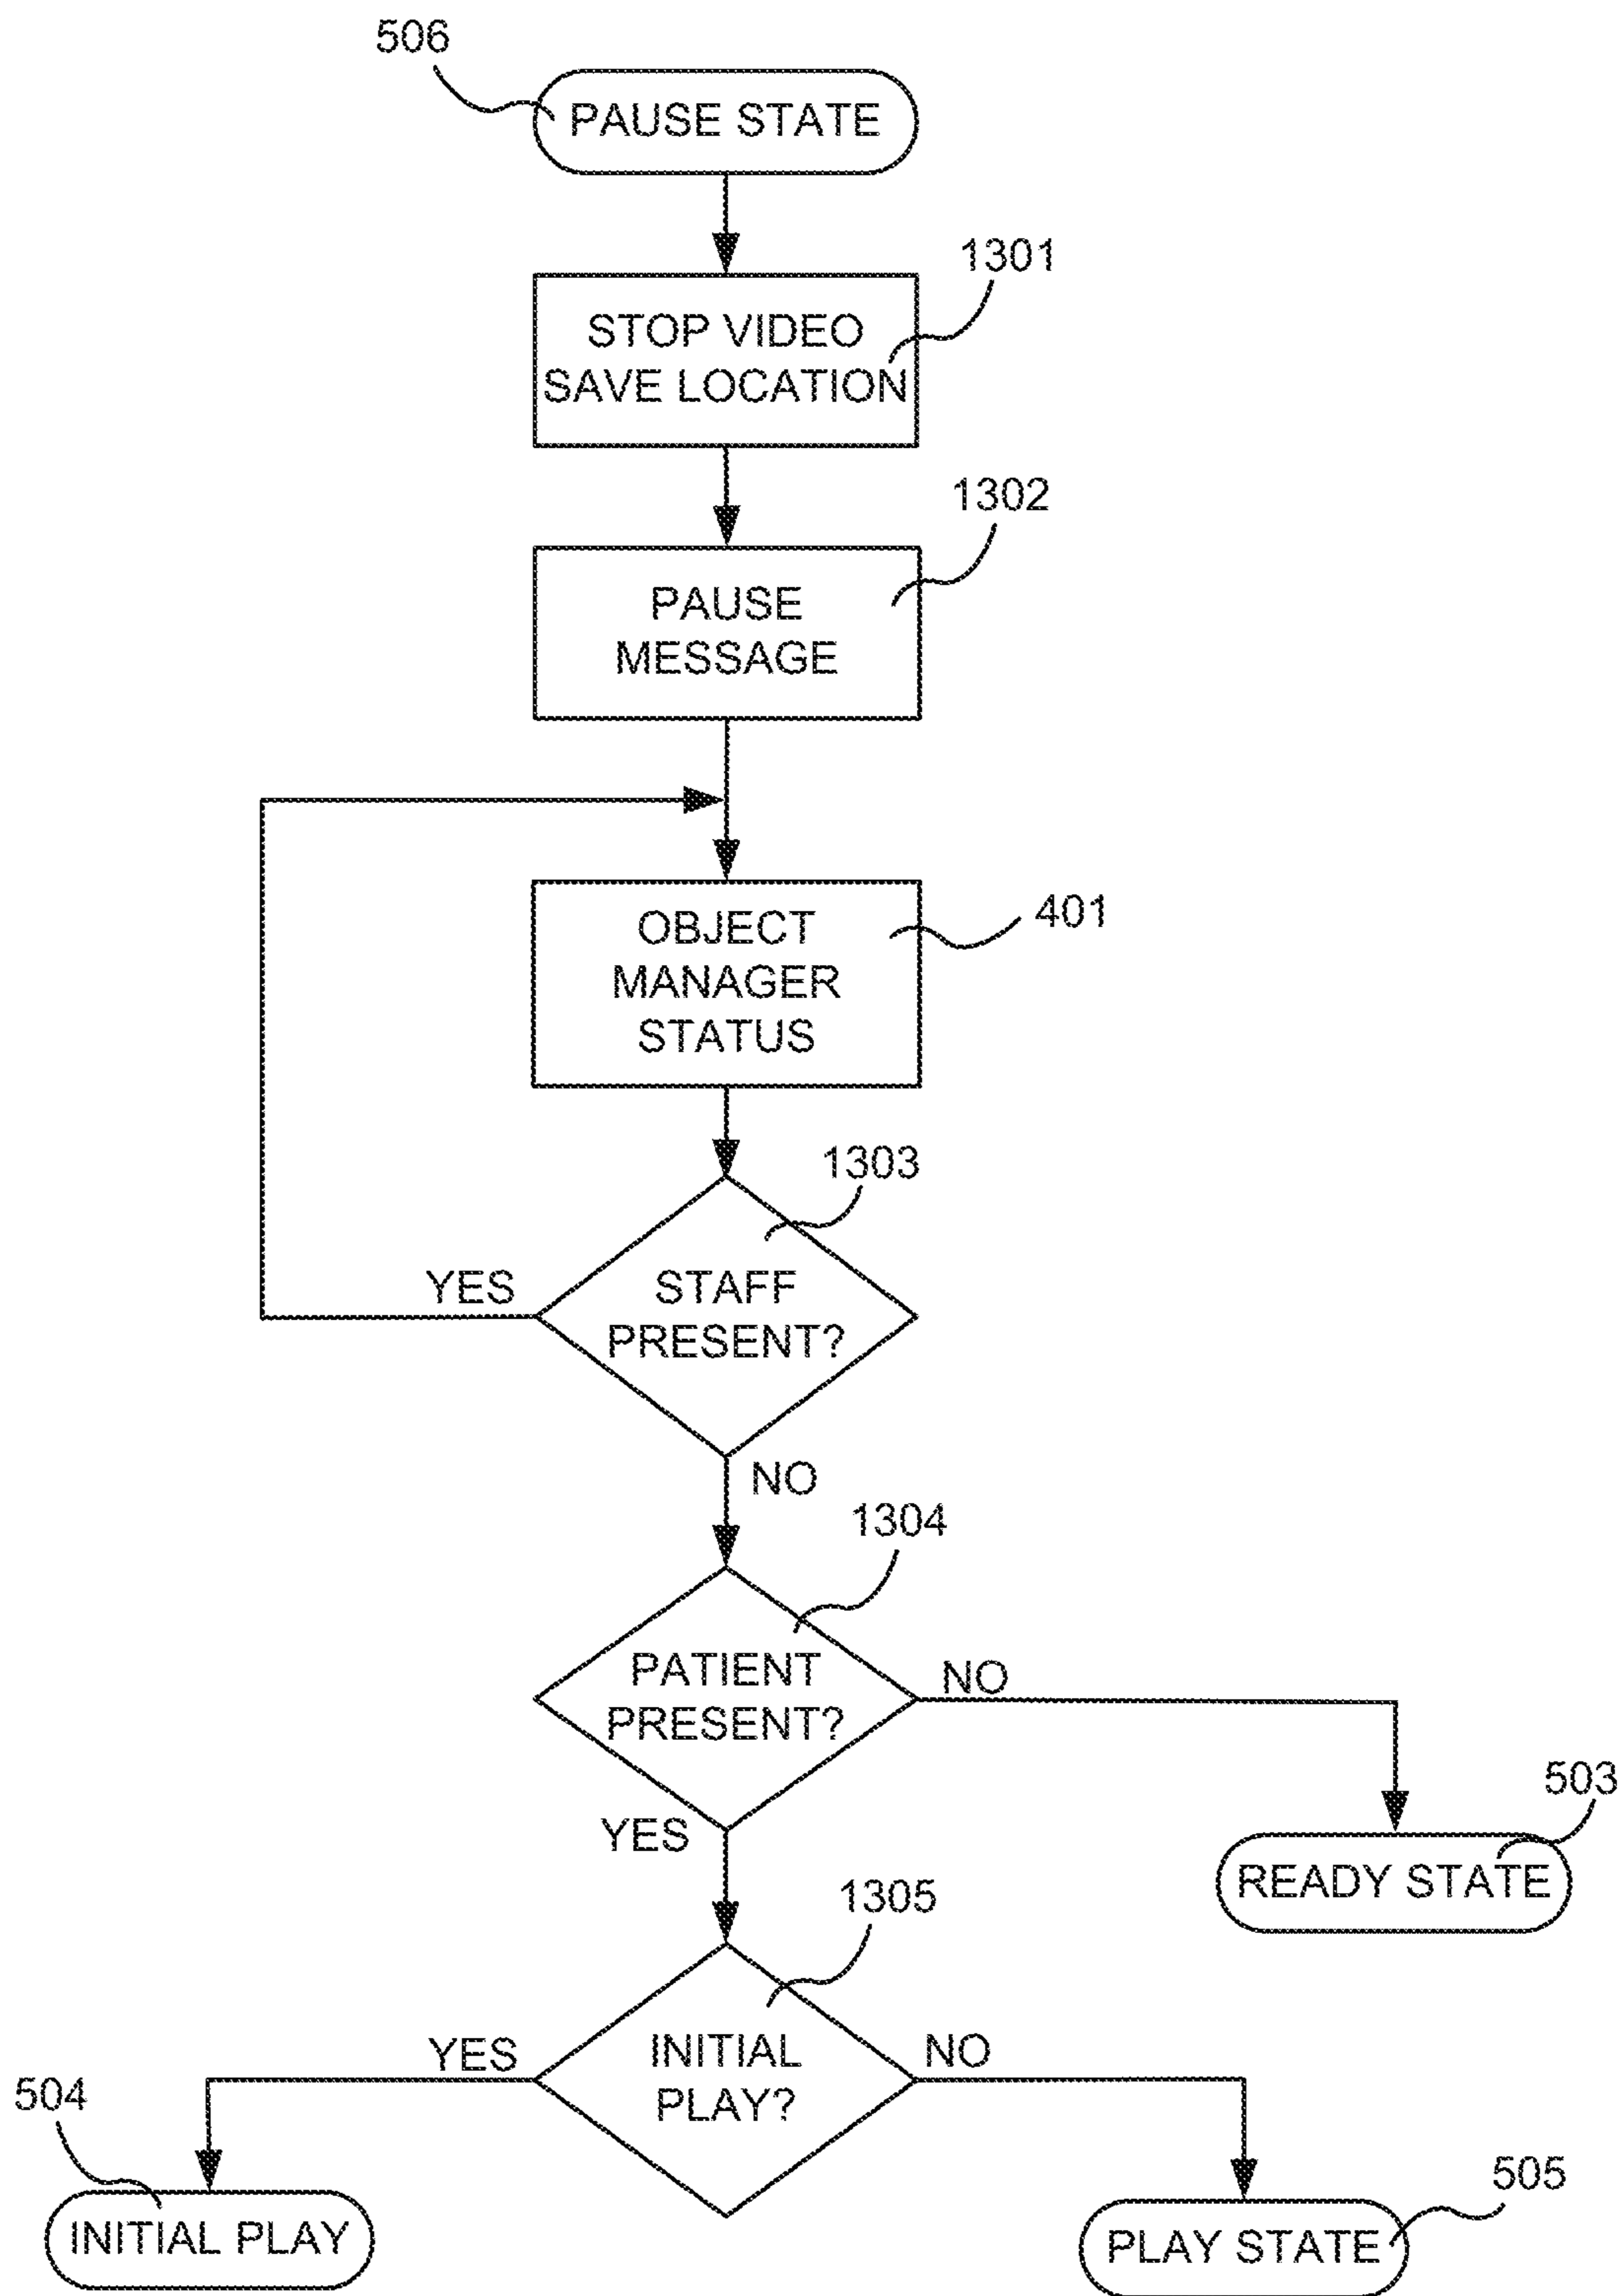 506
PAUSE STATE
1301
STOP VIDEO
SAVE LOCATION
1302
PAUSE
MESSAGE
401
OBJECT
MANAGER
STATUS
1303
YES
STAFF
PRESENT?
NO
1304
PATIENT
PRESENT?
NO
503
YES
READY STATE
1305
YES
INITIAL
PLAY?
NO
504
505
INITIAL PLAY
PLAY STATE